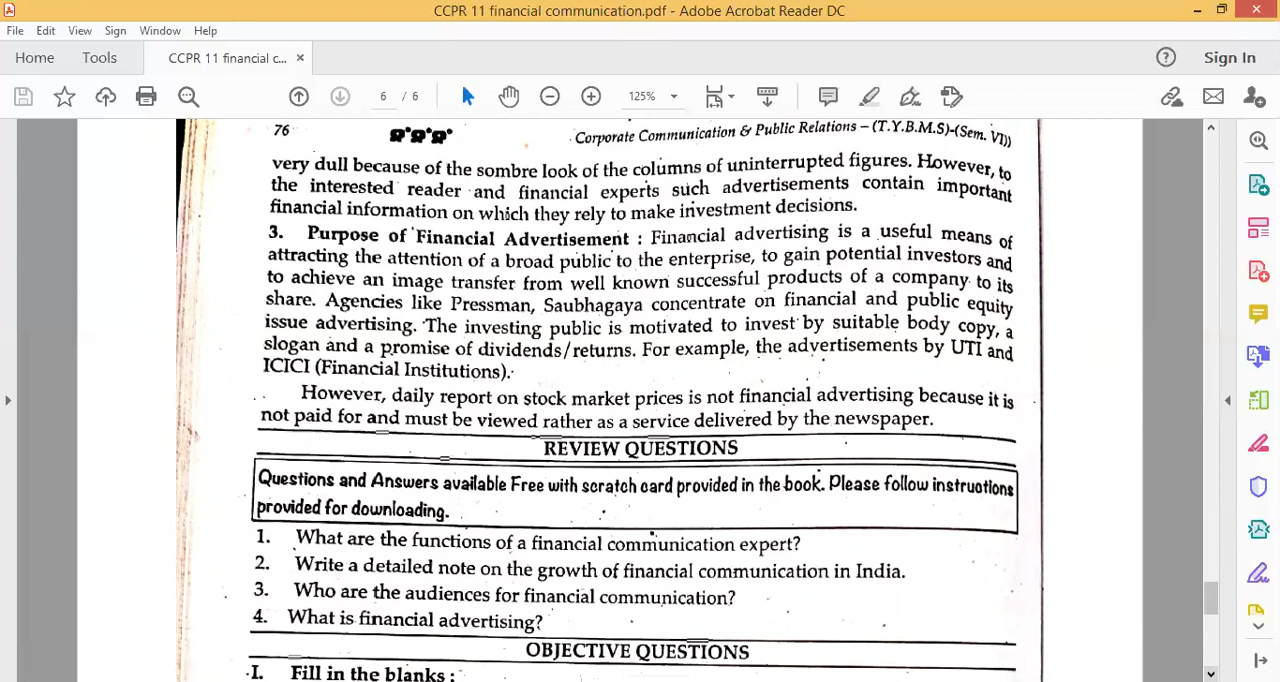 CCPR 11 financial communication.pdf - Adobe Acrobat Reader DC
File Edit View Sign Window Help
Home Tools CCPR 11 financial c... × Sign In
6 / 6 125%
76 Corporate Communication & Public Relations – (T.Y.B.M.S)-(Sem. VI))
very dull because of the sombre look of the columns of uninterrupted figures. However, to
the interested reader and financial experts such advertisements contain important
financial information on which they rely to make investment decisions.
3. Purpose of Financial Advertisement : Financial advertising is a useful means of
attracting the attention of a broad public to the enterprise, to gain potential investors and
to achieve an image transfer from well known successful products of a company to its
share. Agencies like Pressman, Saubhagaya concentrate on financial and public equity
issue advertising. The investing public is motivated to invest by suitable body copy, a
slogan and a promise of dividends/returns. For example, the advertisements by UTI and
ICICI (Financial Institutions).
However, daily report on stock market prices is not financial advertising because it is
not paid for and must be viewed rather as a service delivered by the newspaper.
REVIEW QUESTIONS
Questions and Answers available Free with scratch card provided in the book. Please follow instructions
provided for downloading.
1. What are the functions of a financial communication expert?
2. Write a detailed note on the growth of financial communication in India.
3. Who are the audiences for financial communication?
4. What is financial advertising?
OBJECTIVE QUESTIONS
I. Fill in the blanks :